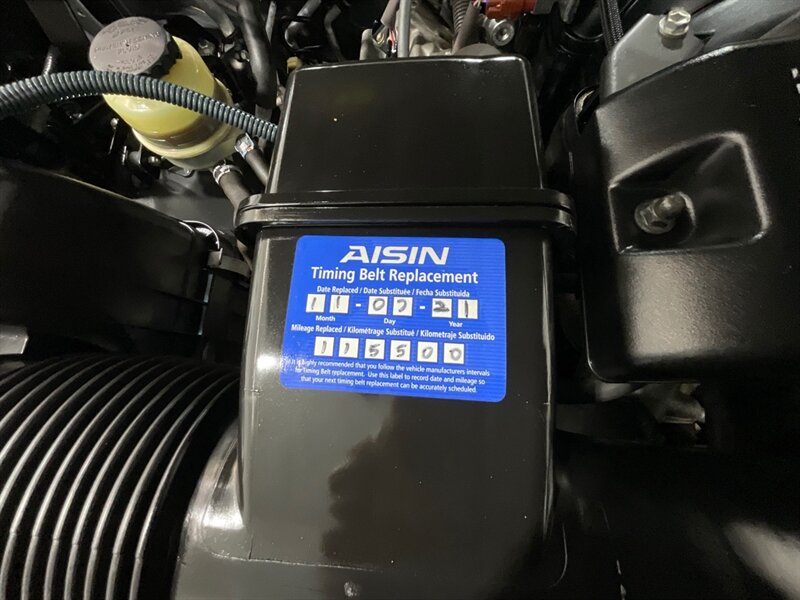 AISIN
Timing Belt Replacement
Date Replaced / Date Substituée / Fecha Substituida
11-07-21
Month Day Year
Mileage Replaced / Kilométrage Substitué / Kilometraje Substituido
115500
It is highly recommended that you follow the vehicle manufacturers intervals
for Timing Belt replacement. Use this label to record date and mileage so
that your next timing belt replacement can be accurately scheduled.